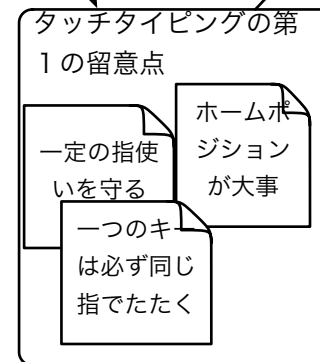 タッチタイピングの第
1の留意点
ホームポ
ジション
が大事
一定の指使
いを守る
一つのキー
は必ず同じ
指でたたく